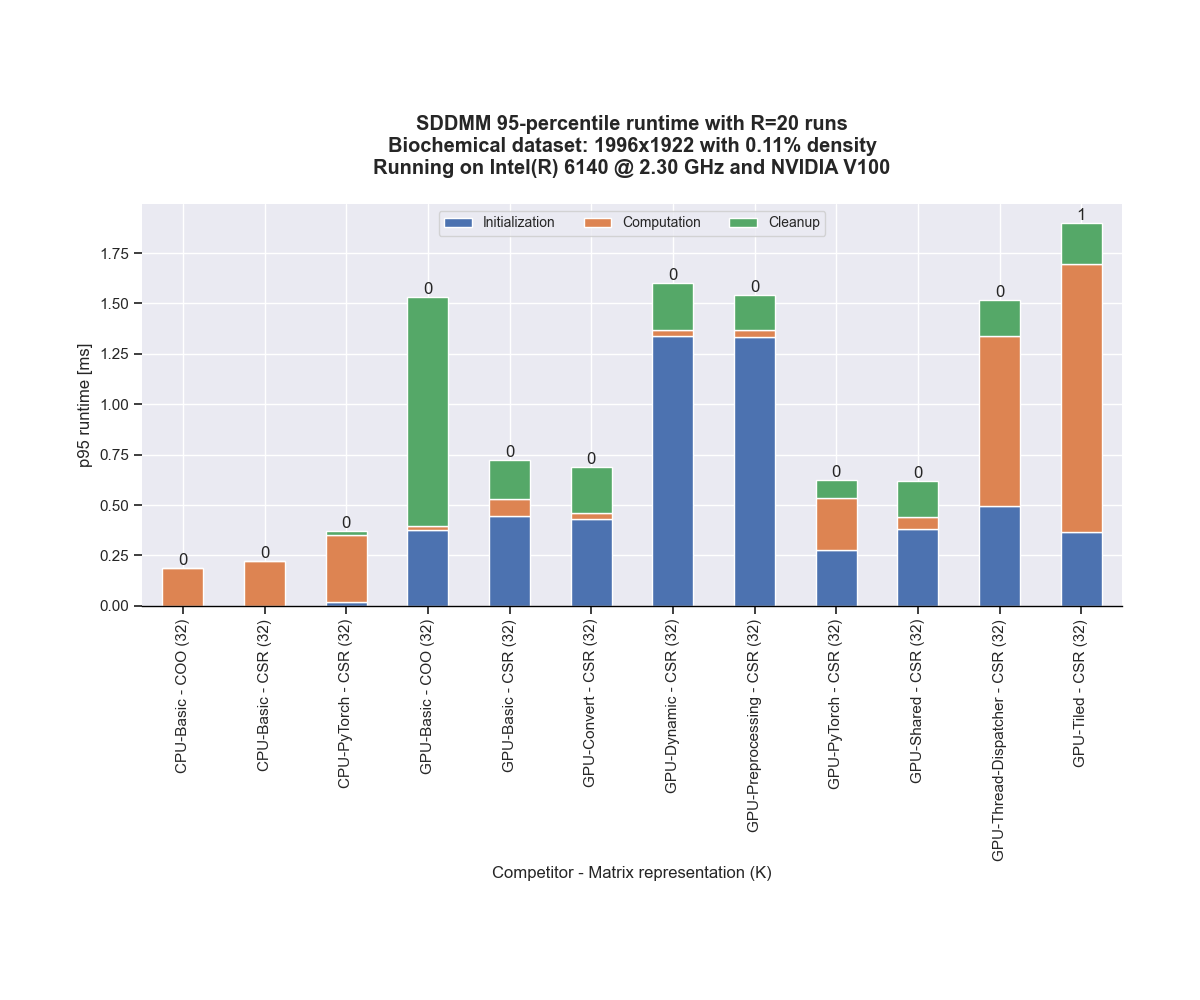 SDDMM 95-percentile runtime with R=20 runs
Biochemical dataset: 1996x1922 with 0.11% density
Running on Intel(R) 6140 @ 2.30 GHz and NVIDIA V100
Initialization Computation Cleanup
p95 runtime [ms]
1.75
1.50
1.25
1.00
0.75
0.50
0.25
0.00
0
0
0
0
0
0
0
0
0
0
0
1
CPU-Basic - COO (32)
CPU-Basic - CSR (32)
CPU-PyTorch - CSR (32)
GPU-Basic - COO (32)
GPU-Basic - CSR (32)
GPU-Convert - CSR (32)
GPU-Dynamic - CSR (32)
GPU-Preprocessing - CSR (32)
GPU-PyTorch - CSR (32)
GPU-Shared - CSR (32)
GPU-Thread-Dispatcher - CSR (32)
GPU-Tiled - CSR (32)
Competitor - Matrix representation (K)